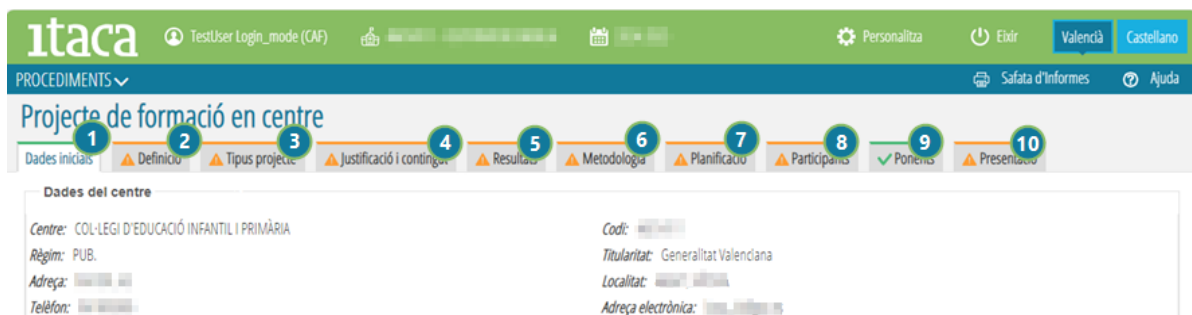 ıtaca TestUser Login_mode (CAF) Personalitza Eixir Valencià Castellano
PROCEDIMENTS Safata d'Informes Ajuda
Projecte de formació en centre
1 2 3 4 5 6 7 8 9 10
Dades inicials Definició Tipus projecte Justificació i contingut Resultats Metodologia Planificació Participants Ponents Presentació
Dades del centre
Centre: COL·LEGI D'EDUCACIÓ INFANTIL I PRIMÀRIA Codi:
Règim: PUB. Titularitat: Generalitat Valenciana
Adreça: Localitat:
Telèfon: Adreça electrònica: